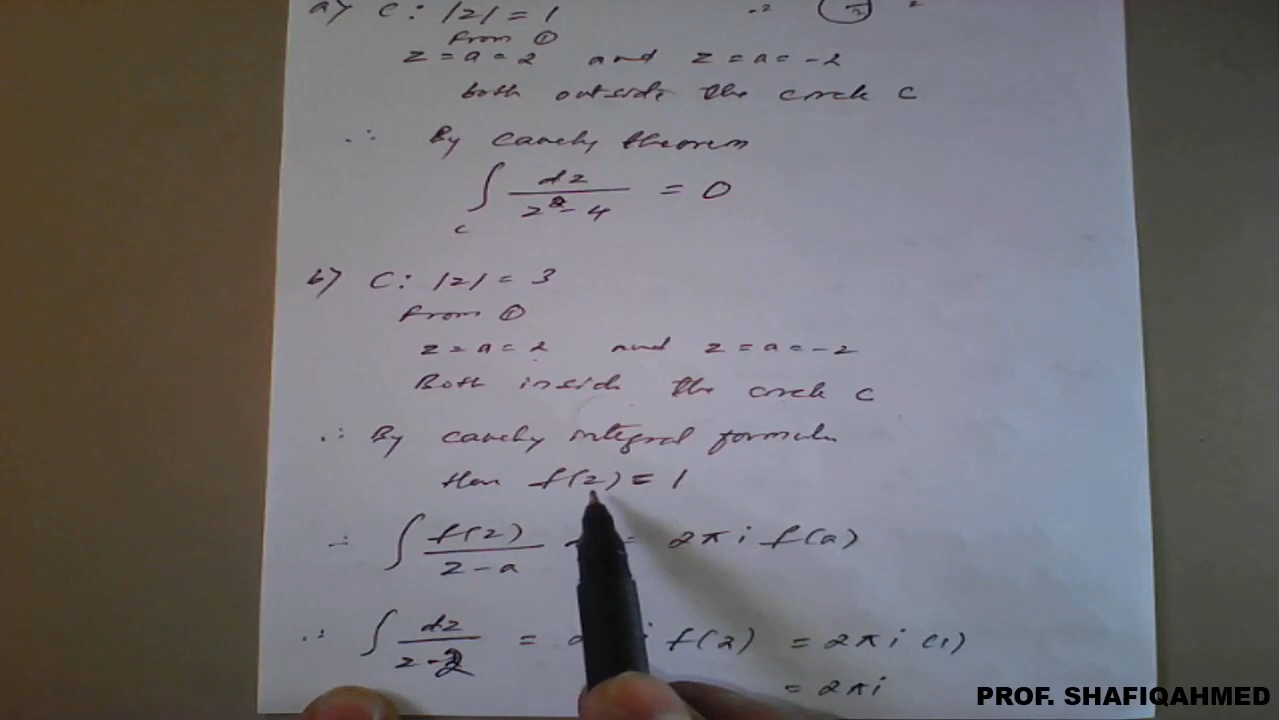 a) C: |z| = 1
from ①
z = a = 2 and z = a = -2
both outside the circle C
∴ By cauchy theorem
∫_C dz / (z² - 4) = 0
b) C: |z| = 3
from ①
z = a = 2 and z = a = -2
Both inside the circle C
∴ By cauchy integral formula
f(z) = 1
∫ f(z) / (z - a) = 2πi f(a)
∴ ∫ dz / (z - 2) = i f(2) = 2πi (1)
= 2πi
PROF. SHAFIQAHMED